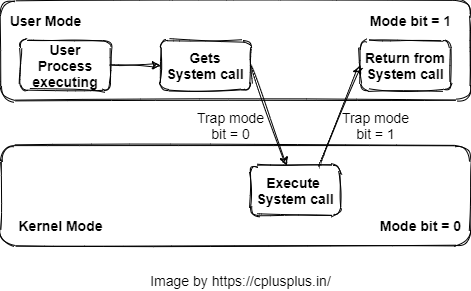 User Mode
Mode bit = 1
User
Process
executing
Gets
System call
Return from
System call
Trap mode
bit = 0
Trap mode
bit = 1
Execute
System call
Kernel Mode
Mode bit = 0
Image by https://cplusplus.in/